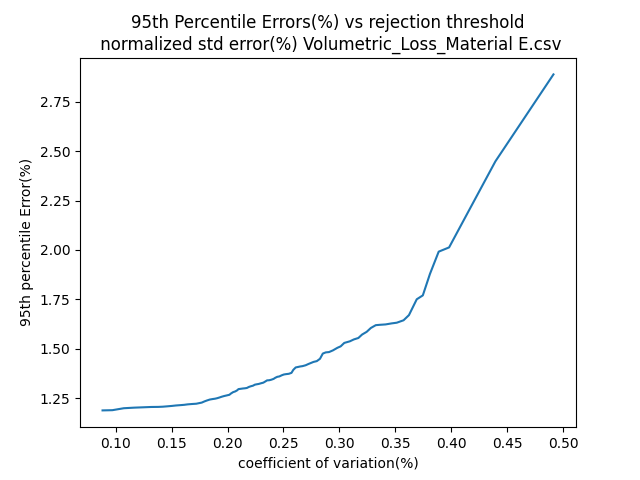 95th Percentile Errors(%) vs rejection threshold
normalized std error(%) Volumetric_Loss_Material E.csv
2.75
2.50
2.25
2.00
1.75
1.50
1.25
95th percentile Error(%)
0.10 0.15 0.20 0.25 0.30 0.35 0.40 0.45 0.50
coefficient of variation(%)